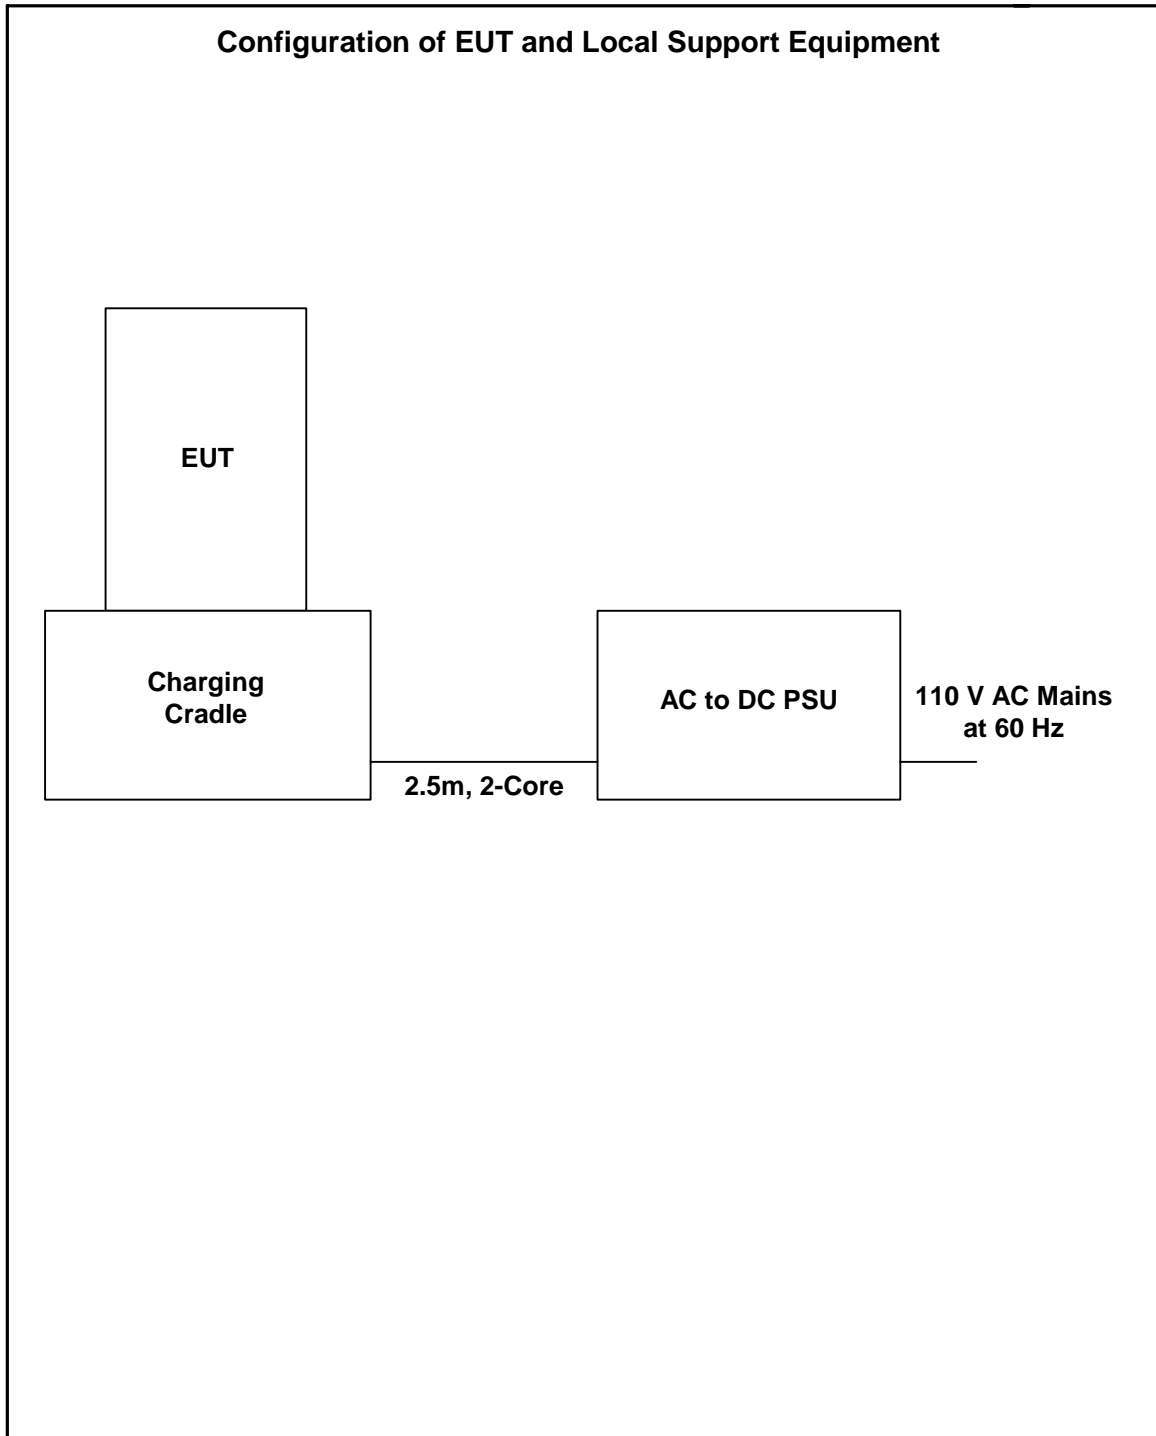 Configuration of EUT and Local Support Equipment
EUT
Charging
Cradle
AC to DC PSU
110 V AC Mains
at 60 Hz
2.5m, 2-Core